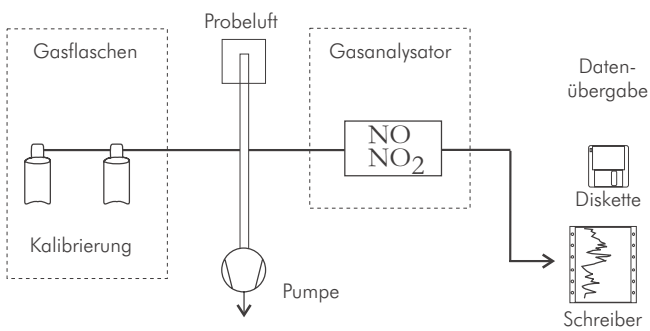 Probeluft
Gasflaschen
Gasanalysator
Daten-
übergabe
NO
NO2
Diskette
Kalibrierung
Pumpe
Schreiber